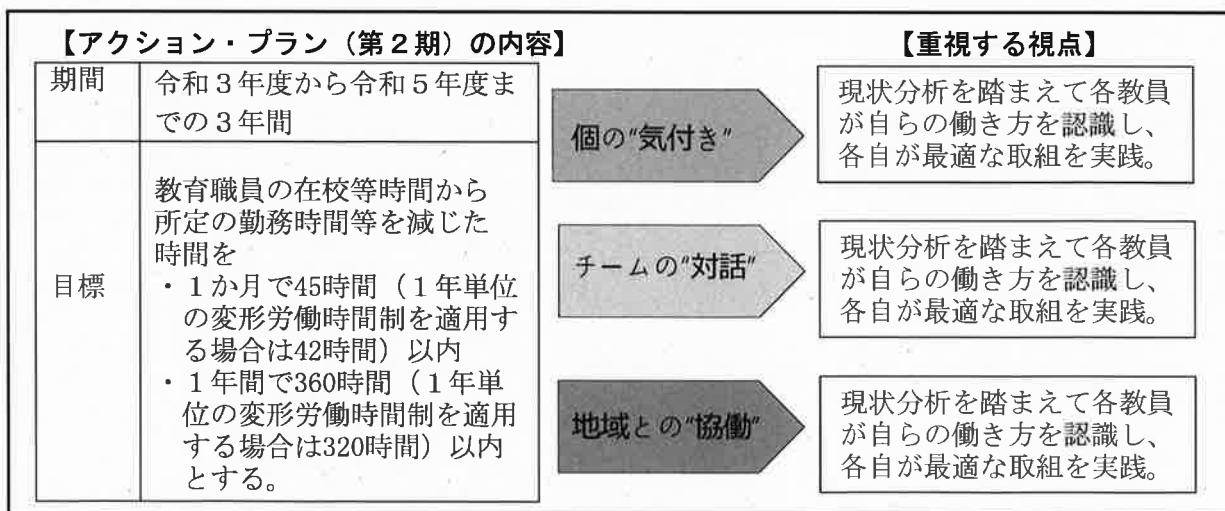 【アクション・プラン（第２期）の内容】
期間
令和３年度から令和５年度ま
での３年間
目標
教育職員の在校等時間から
所定の勤務時間等を減じた
時間を
・１か月で45時間（１年単位
の変形労働時間制を適用す
る場合は42時間）以内
・１年間で360時間（１年単
位の変形労働時間制を適用
する場合は320時間）以内
とする。
【重視する視点】
個の"気付き"
現状分析を踏まえて各教員
が自らの働き方を認識し、
各自が最適な取組を実践。
チームの"対話"
現状分析を踏まえて各教員
が自らの働き方を認識し、
各自が最適な取組を実践。
地域との"協働"
現状分析を踏まえて各教員
が自らの働き方を認識し、
各自が最適な取組を実践。